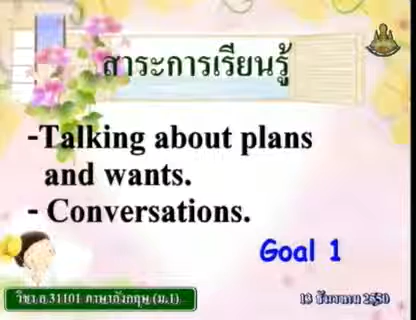 สาระการเรียนรู้
-Talking about plans
and wants.
- Conversations.
Goal 1
วิชา อ 31101 ภาษาอังกฤษ (ม.1)
ธันวาคม 2550